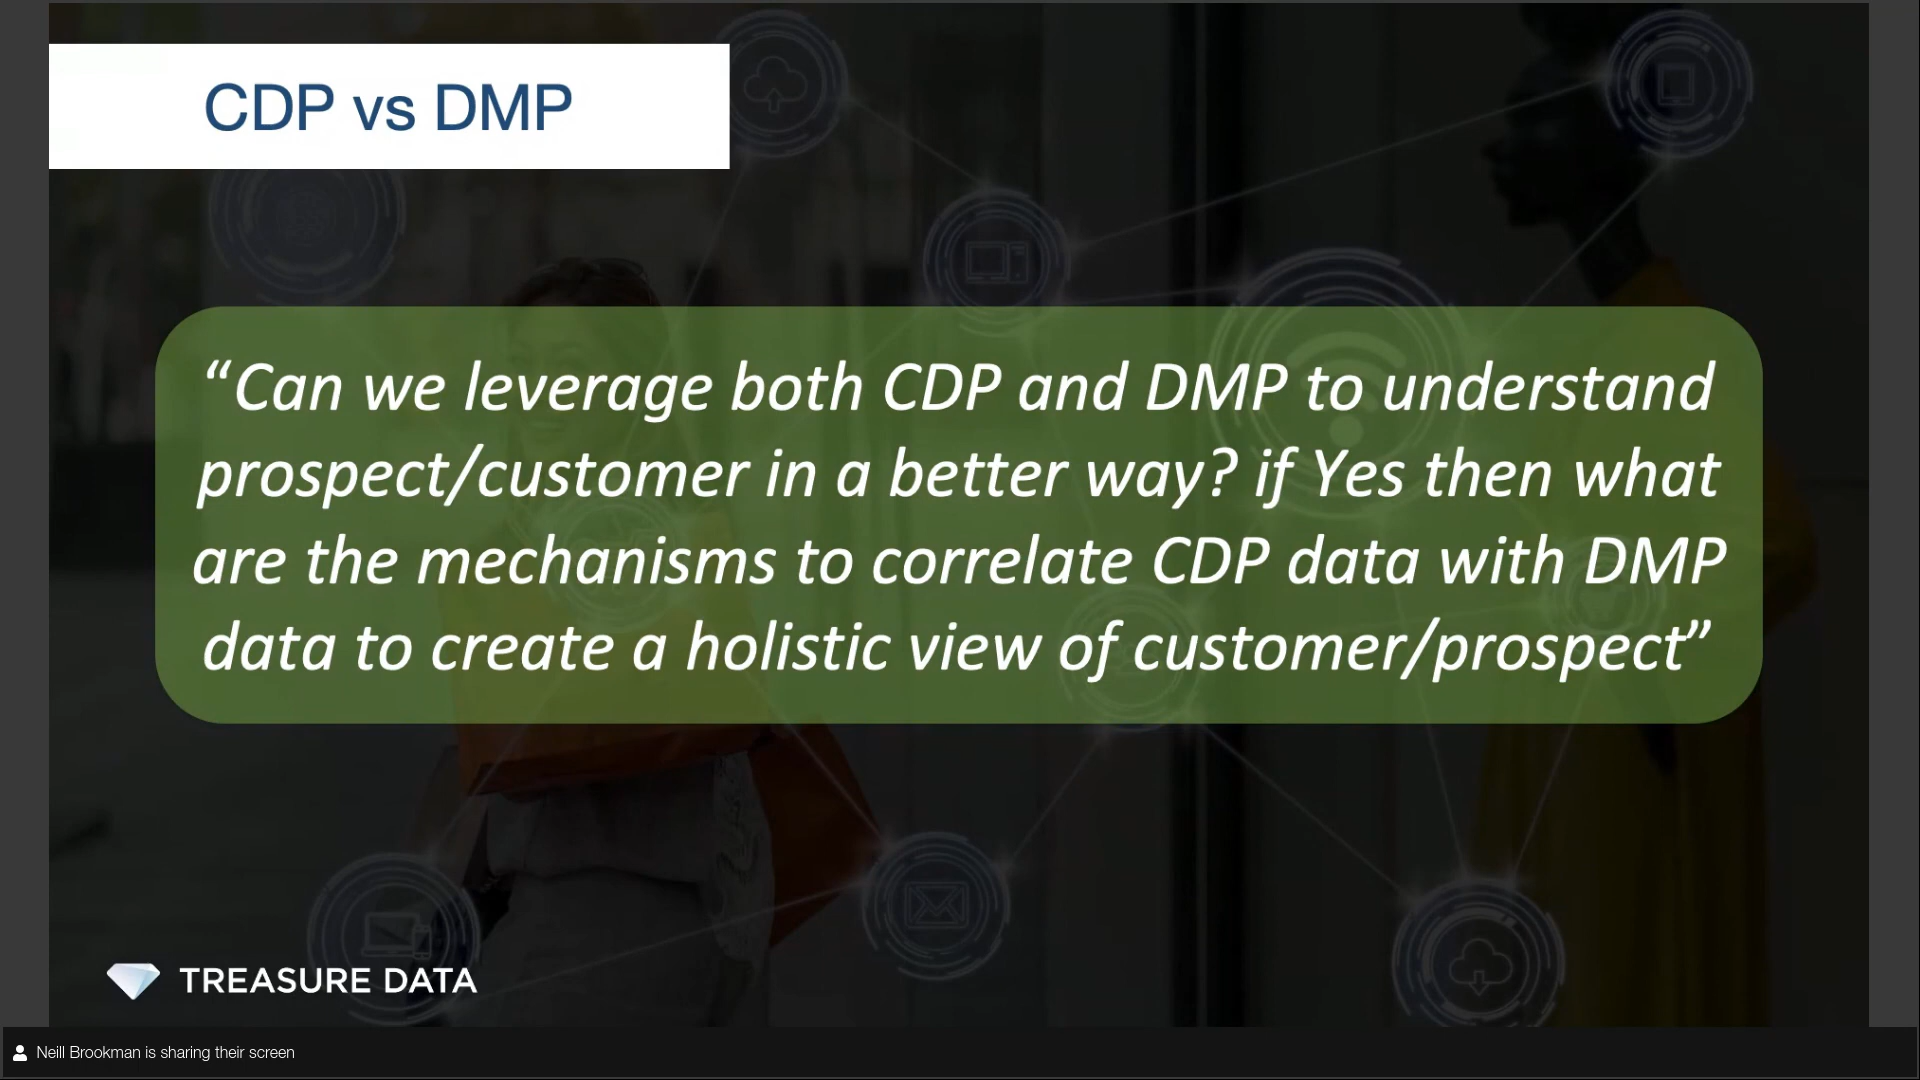 CDP vs DMP
“Can we leverage both CDP and DMP to understand
prospect/customer in a better way? if Yes then what
are the mechanisms to correlate CDP data with DMP
data to create a holistic view of customer/prospect”
TREASURE DATA
Neill Brookman is sharing their screen